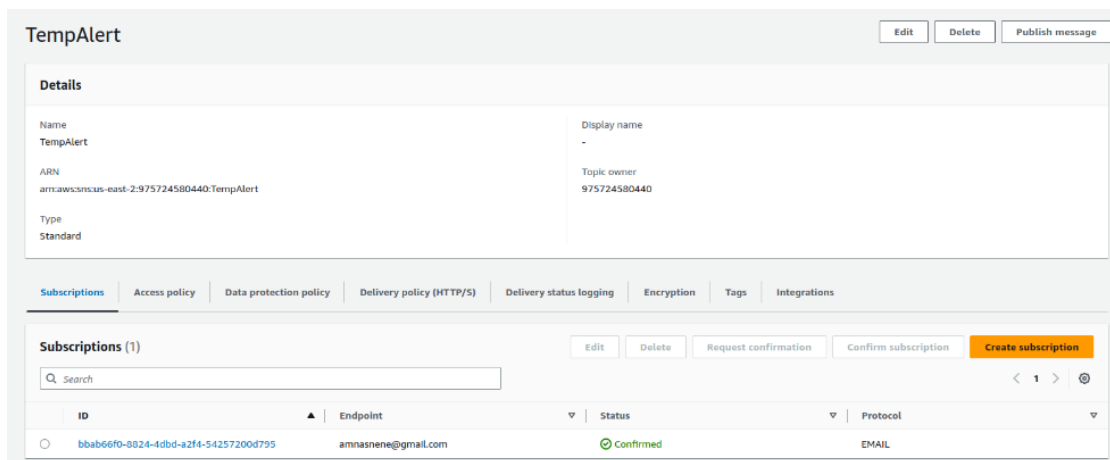 TempAlert
Edit Delete Publish message
Details
Name
TempAlert
Display name
-
ARN
arn:aws:sns:us-east-2:975724580440:TempAlert
Topic owner
975724580440
Type
Standard
Subscriptions Access policy Data protection policy Delivery policy (HTTP/S) Delivery status logging Encryption Tags Integrations
Subscriptions (1)
Edit Delete Request confirmation Confirm subscription Create subscription
Search
1
ID Endpoint Status Protocol
bbab66f0-8824-4dbd-a2f4-54257200d795 amnasnene@gmail.com Confirmed EMAIL